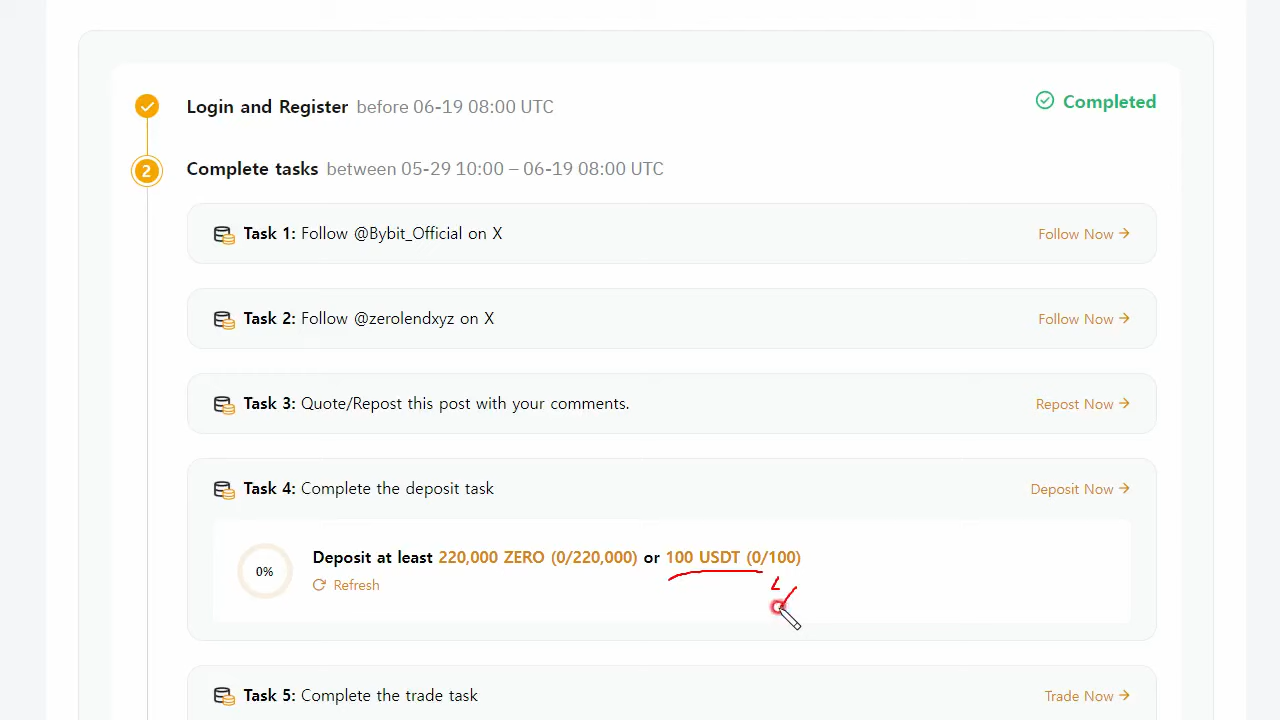 Login and Register before 06-19 08:00 UTC
Completed
2
Complete tasks between 05-29 10:00 – 06-19 08:00 UTC
Task 1: Follow @Bybit_Official on X
Follow Now →
Task 2: Follow @zerolendxyz on X
Follow Now →
Task 3: Quote/Repost this post with your comments.
Repost Now →
Task 4: Complete the deposit task
Deposit Now →
0%
Deposit at least 220,000 ZERO (0/220,000) or 100 USDT (0/100)
Refresh
Task 5: Complete the trade task
Trade Now →